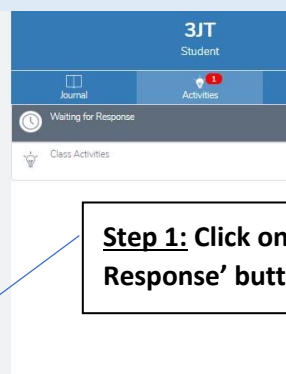 3JT
Student
Journal
Activities
1
Waiting for Response
Class Activities
Step 1: Click on
Response’ butt